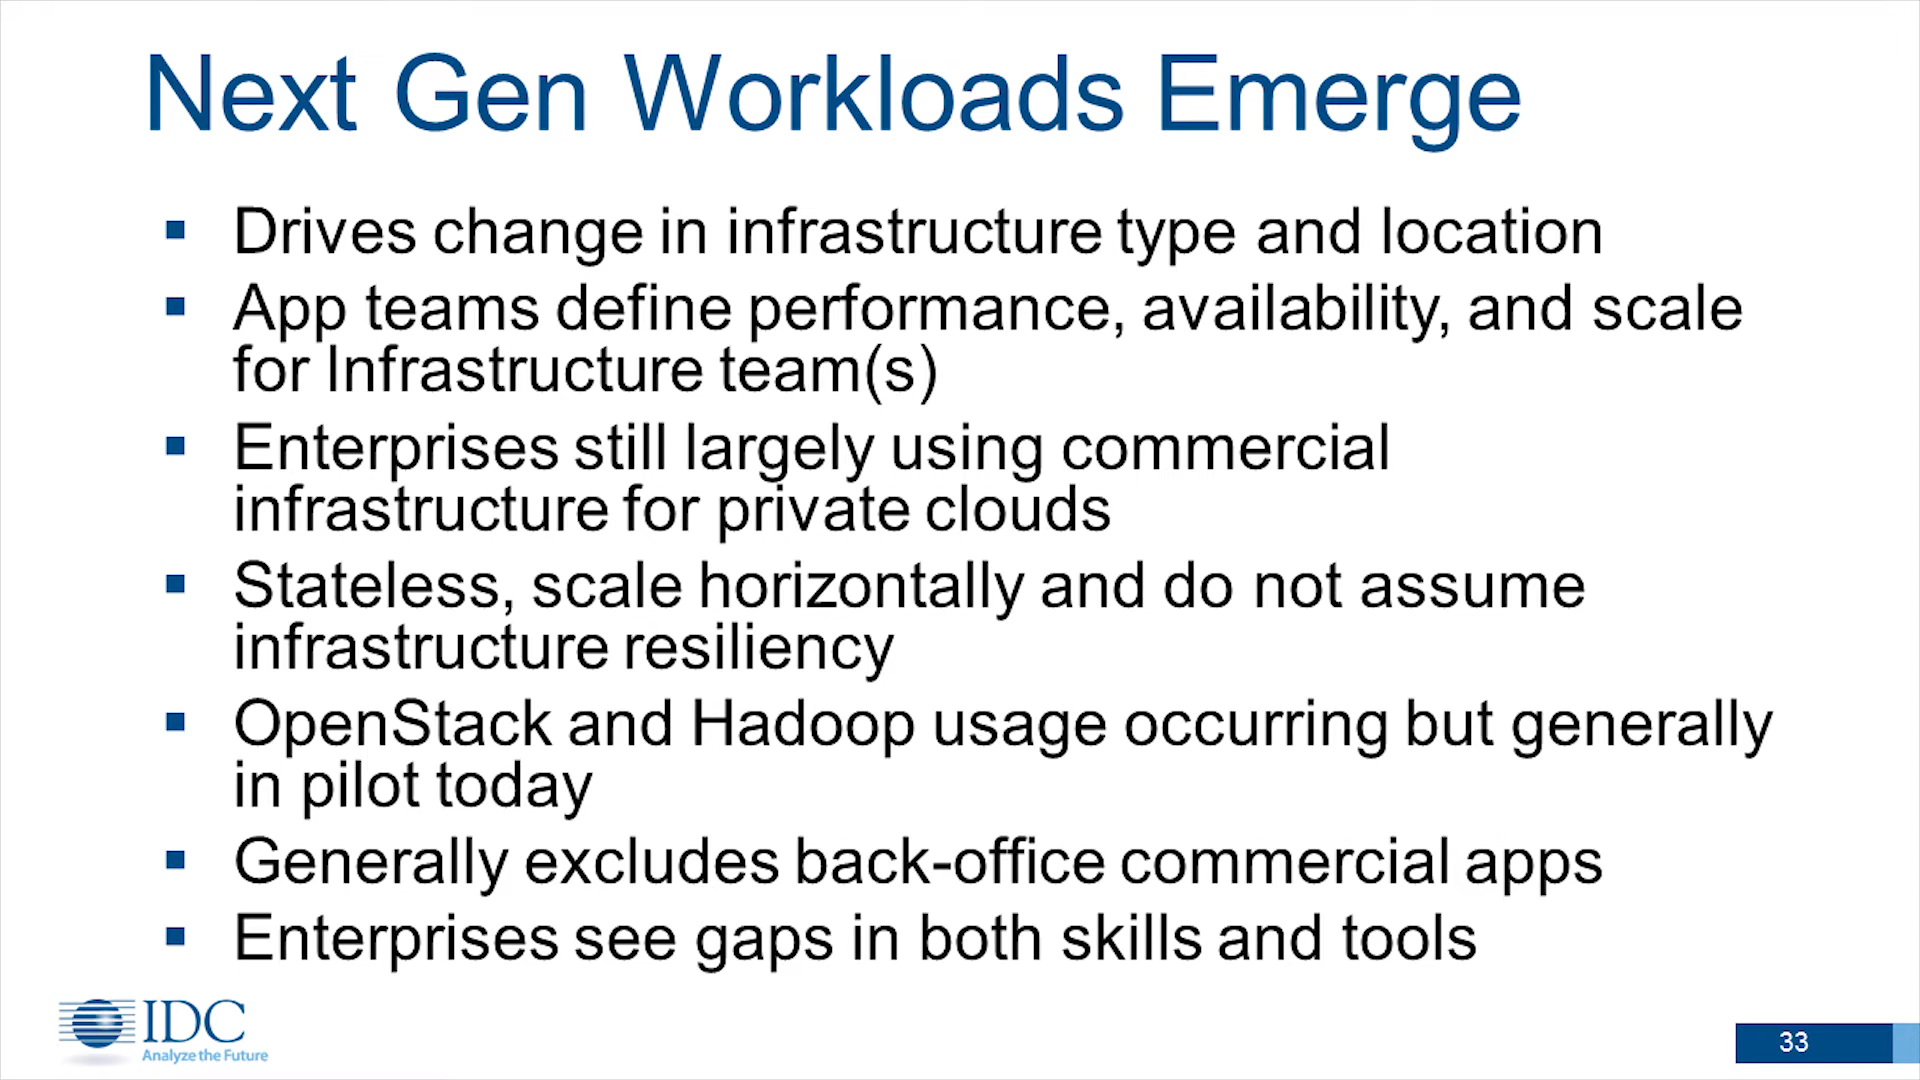 Next Gen Workloads Emerge
Drives change in infrastructure type and location
App teams define performance, availability, and scale
for Infrastructure team(s)
Enterprises still largely using commercial
infrastructure for private clouds
Stateless, scale horizontally and do not assume
infrastructure resiliency
OpenStack and Hadoop usage occurring but generally
in pilot today
Generally excludes back-office commercial apps
Enterprises see gaps in both skills and tools
IDC
Analyze the Future
33